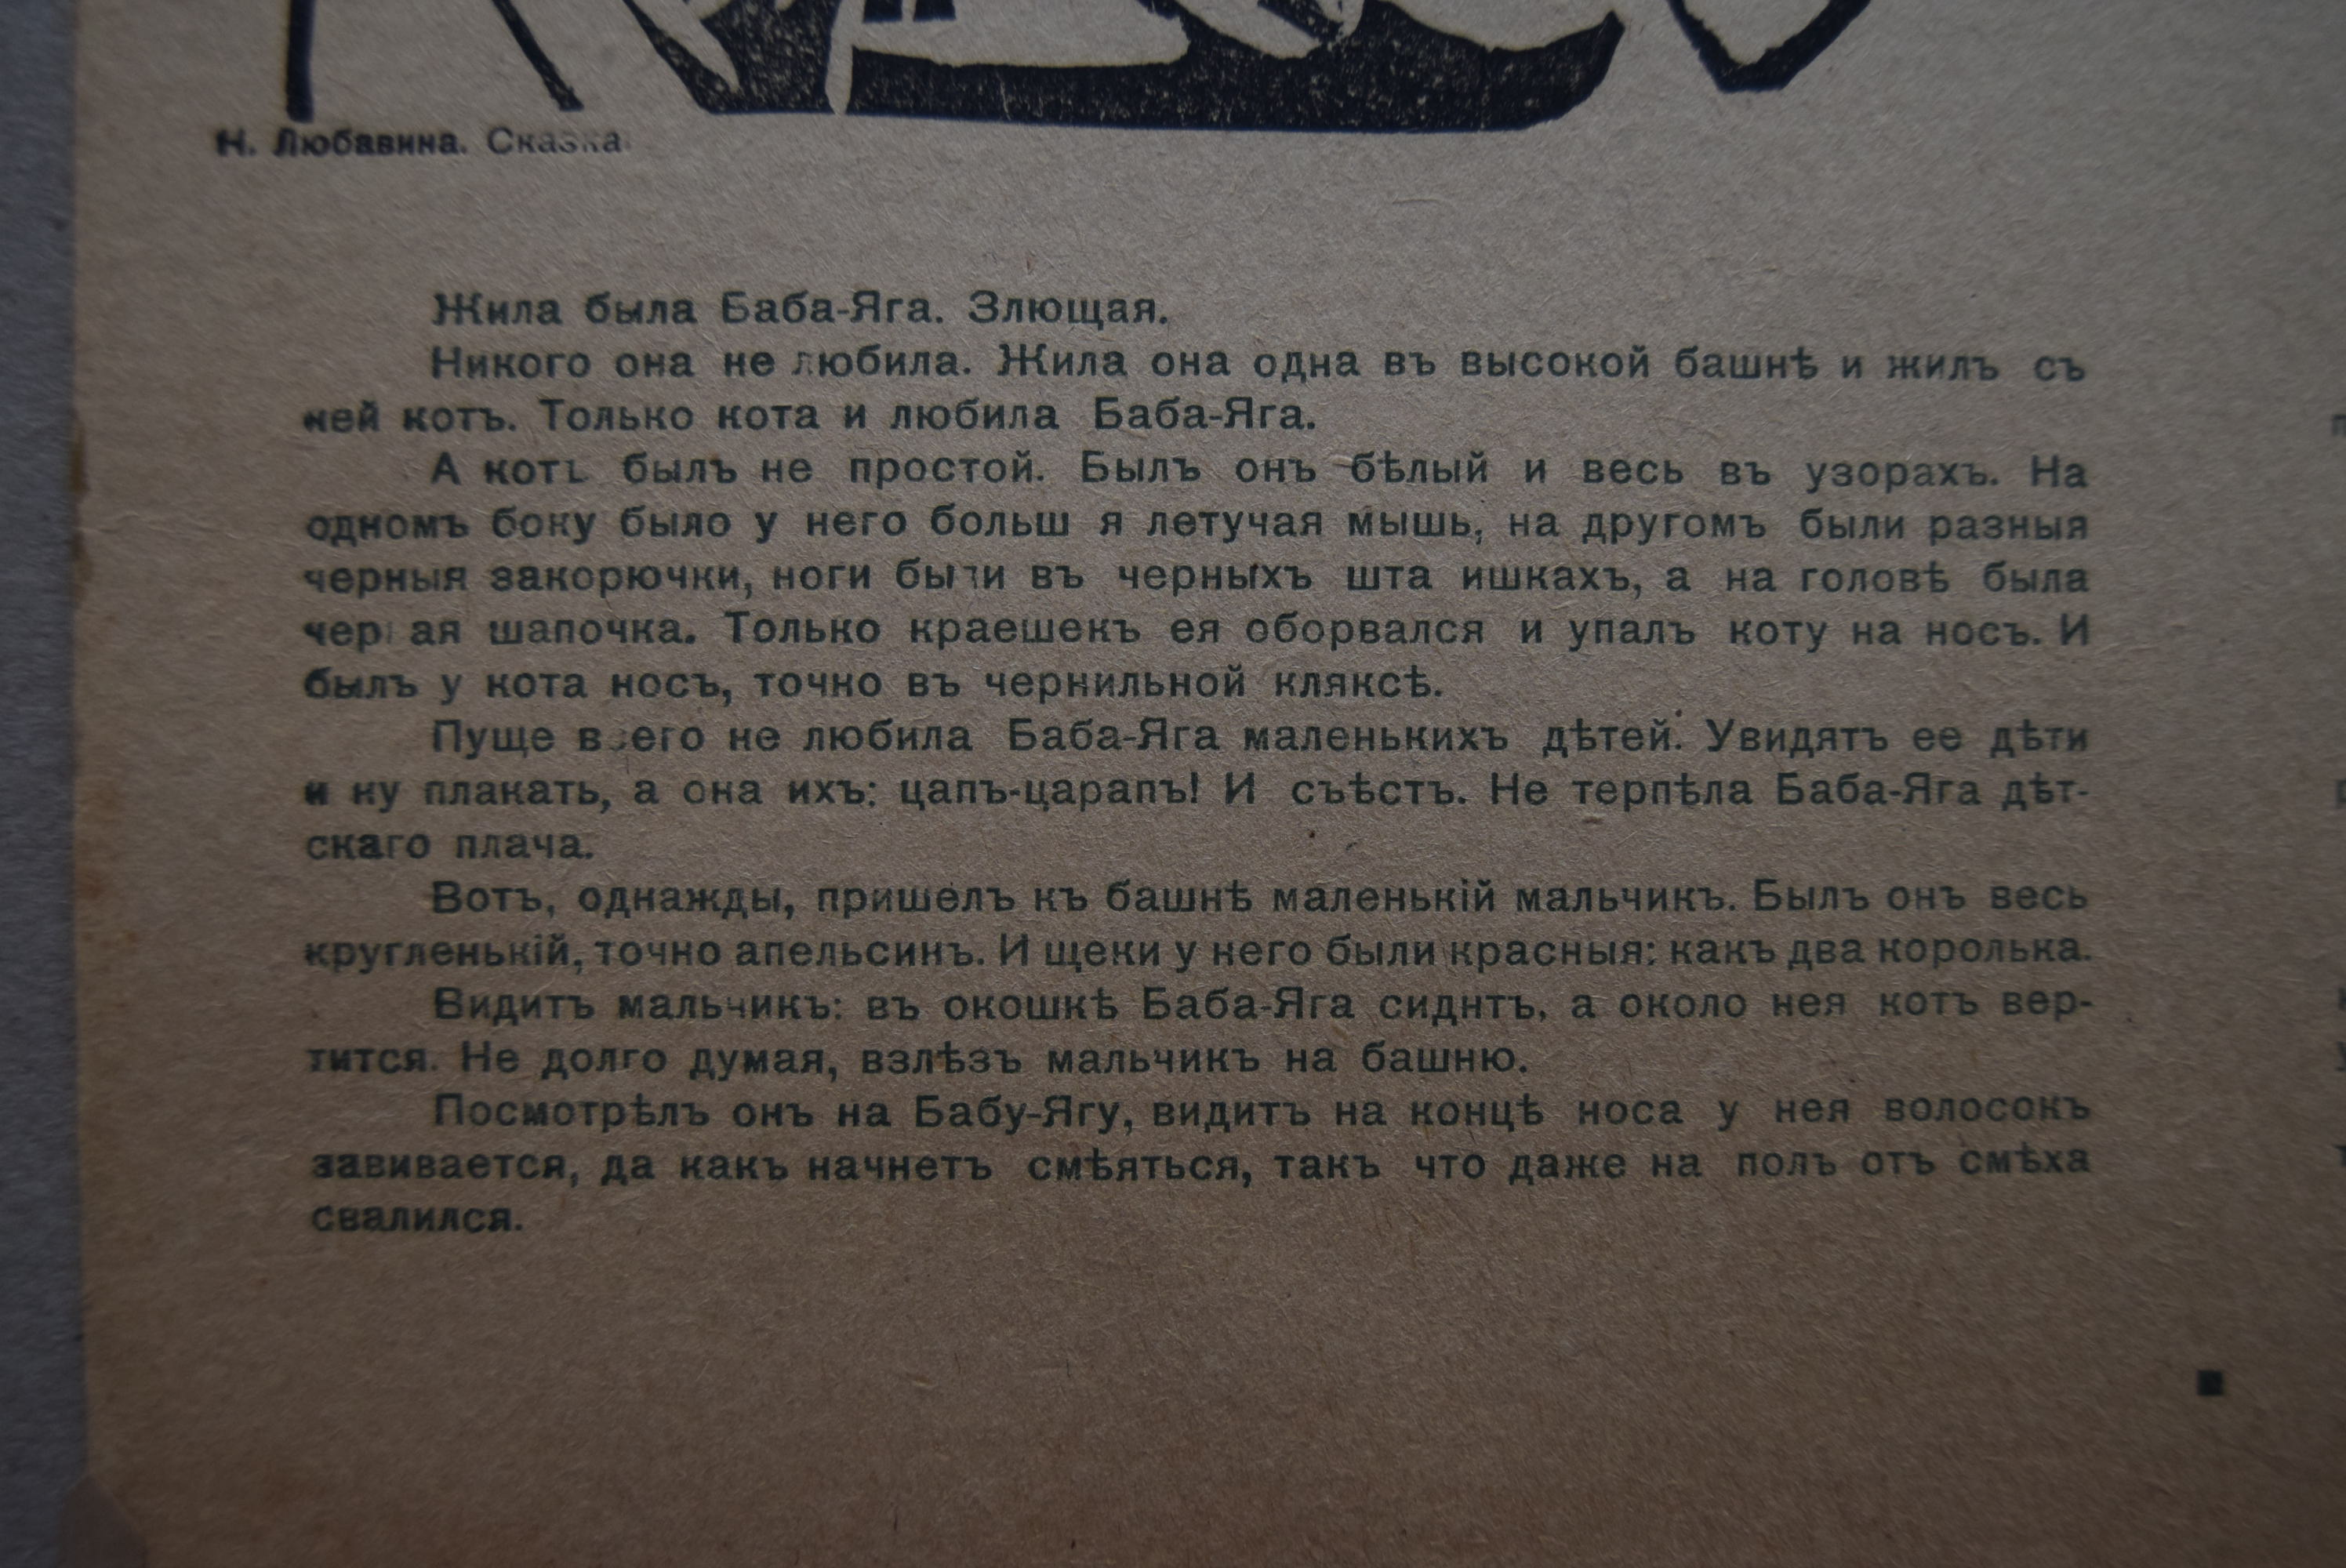 Н. Любавина. Сказка.
Жила была Баба-Яга. Злющая.
Никого она не любила. Жила она одна въ высокой башнѣ и жилъ съ
ней котъ. Только кота и любила Баба-Яга.
А котъ былъ не простой. Былъ онъ бѣлый и весь въ узорахъ. На
одномъ боку было у него больш я летучая мышь, на другомъ были разныя
черныя закорючки, ноги были въ черныхъ шта ишкахъ, а на головѣ была
черная шапочка. Только краешекъ ея оборвался и упалъ коту на носъ. И
былъ у кота носъ, точно въ чернильной кляксѣ.
Пуще всего не любила Баба-Яга маленькихъ дѣтей. Увидятъ ее дѣти
и ну плакать, а она ихъ: цапъ-царапъ! И съѣстъ. Не терпѣла Баба-Яга дѣт-
скаго плача.
Вотъ, однажды, пришелъ къ башнѣ маленькій мальчикъ. Былъ онъ весь
кругленькій, точно апельсинъ. И щеки у него были красныя: какъ два королька.
Видитъ мальчикъ: въ окошкѣ Баба-Яга сиднтъ, а около нея котъ вер-
тится. Не долго думая, взлѣзъ мальчикъ на башню.
Посмотрѣлъ онъ на Бабу-Ягу, видитъ на концѣ носа у нея волосокъ
завивается, да какъ начнетъ смѣяться, такъ что даже на полъ отъ смѣха
свалился.